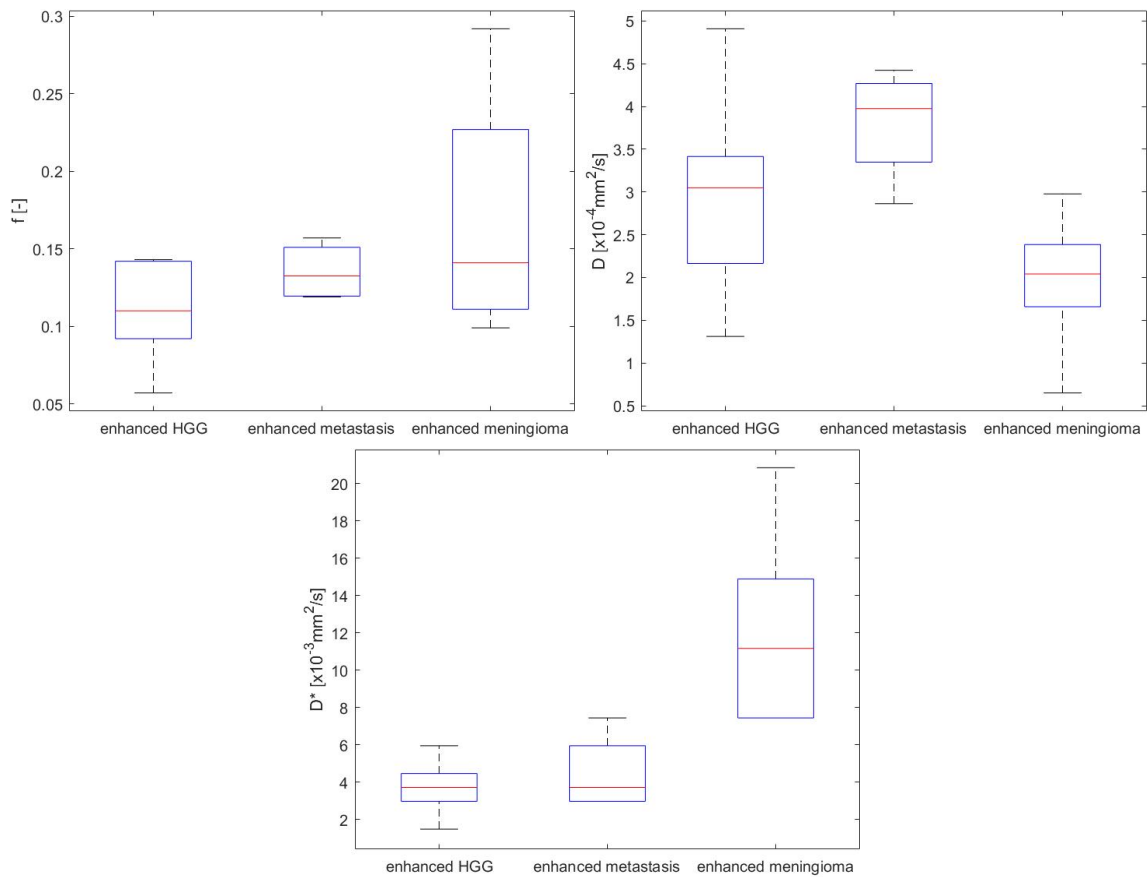 0.3
0.25
0.2
0.15
0.1
0.05
f [-]
enhanced HGG
enhanced metastasis
enhanced meningioma
5
4.5
4
3.5
3
2.5
2
1.5
1
0.5
D [x10⁻⁴mm²/s]
enhanced HGG
enhanced metastasis
enhanced meningioma
20
18
16
14
12
10
8
6
4
2
D* [x10⁻³mm²/s]
enhanced HGG
enhanced metastasis
enhanced meningioma